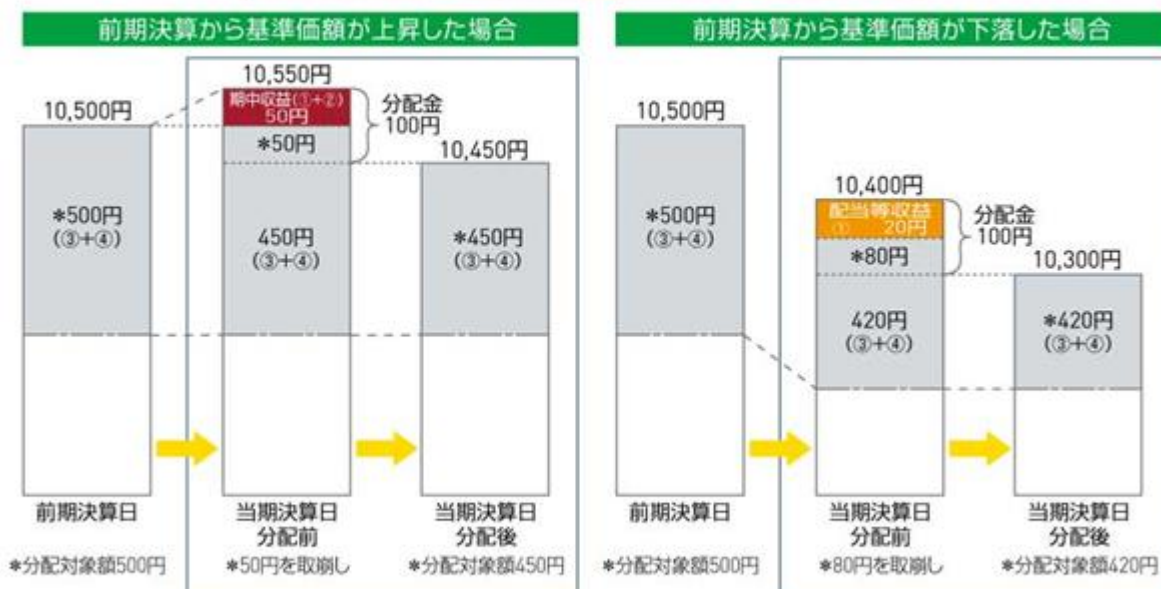 前期決算から基準価額が上昇した場合
10,500円
*500円
(③+④)
10,550円
期中収益(①+②)
50円
*50円
450円
(③+④)
分配金
100円
10,450円
*450円
(③+④)
前期決算日
当期決算日
分配前
当期決算日
分配後
*分配対象額500円
*50円を取崩し
*分配対象額450円
前期決算から基準価額が下落した場合
10,500円
*500円
(③+④)
10,400円
配当等収益
① 20円
*80円
420円
(③+④)
分配金
100円
10,300円
*420円
(③+④)
前期決算日
当期決算日
分配前
当期決算日
分配後
*分配対象額500円
*80円を取崩し
*分配対象額420円